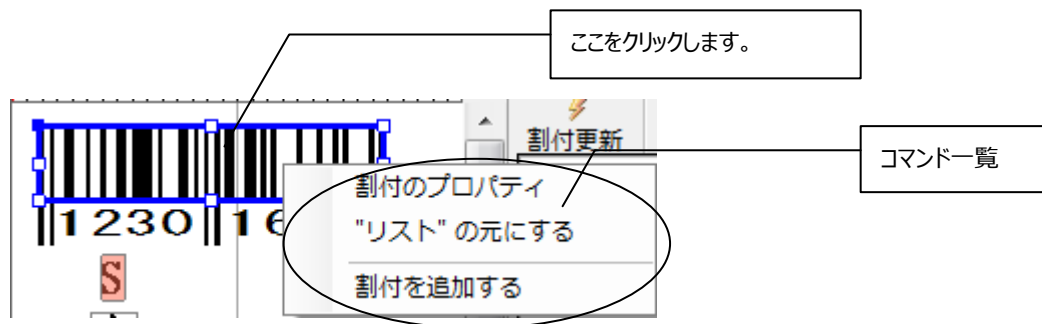 ここをクリックします。
割付更新
コマンド一覧
割付のプロパティ
"リスト" の元にする
割付を追加する
1230 16
S